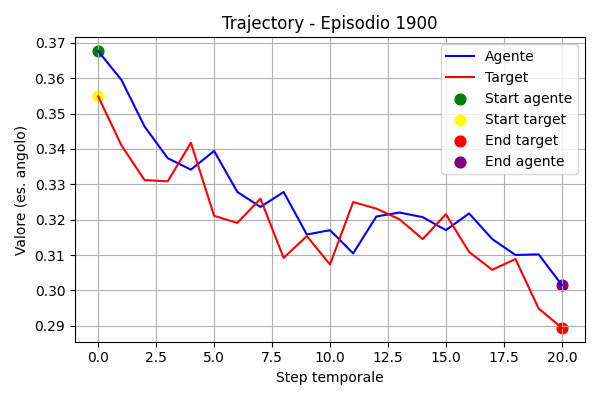 Trajectory - Episodio 1900
Valore (es. angolo)
0.37
0.36
0.35
0.34
0.33
0.32
0.31
0.30
0.29
Agente
Target
Start agente
Start target
End target
End agente
0.0 2.5 5.0 7.5 10.0 12.5 15.0 17.5 20.0
Step temporale